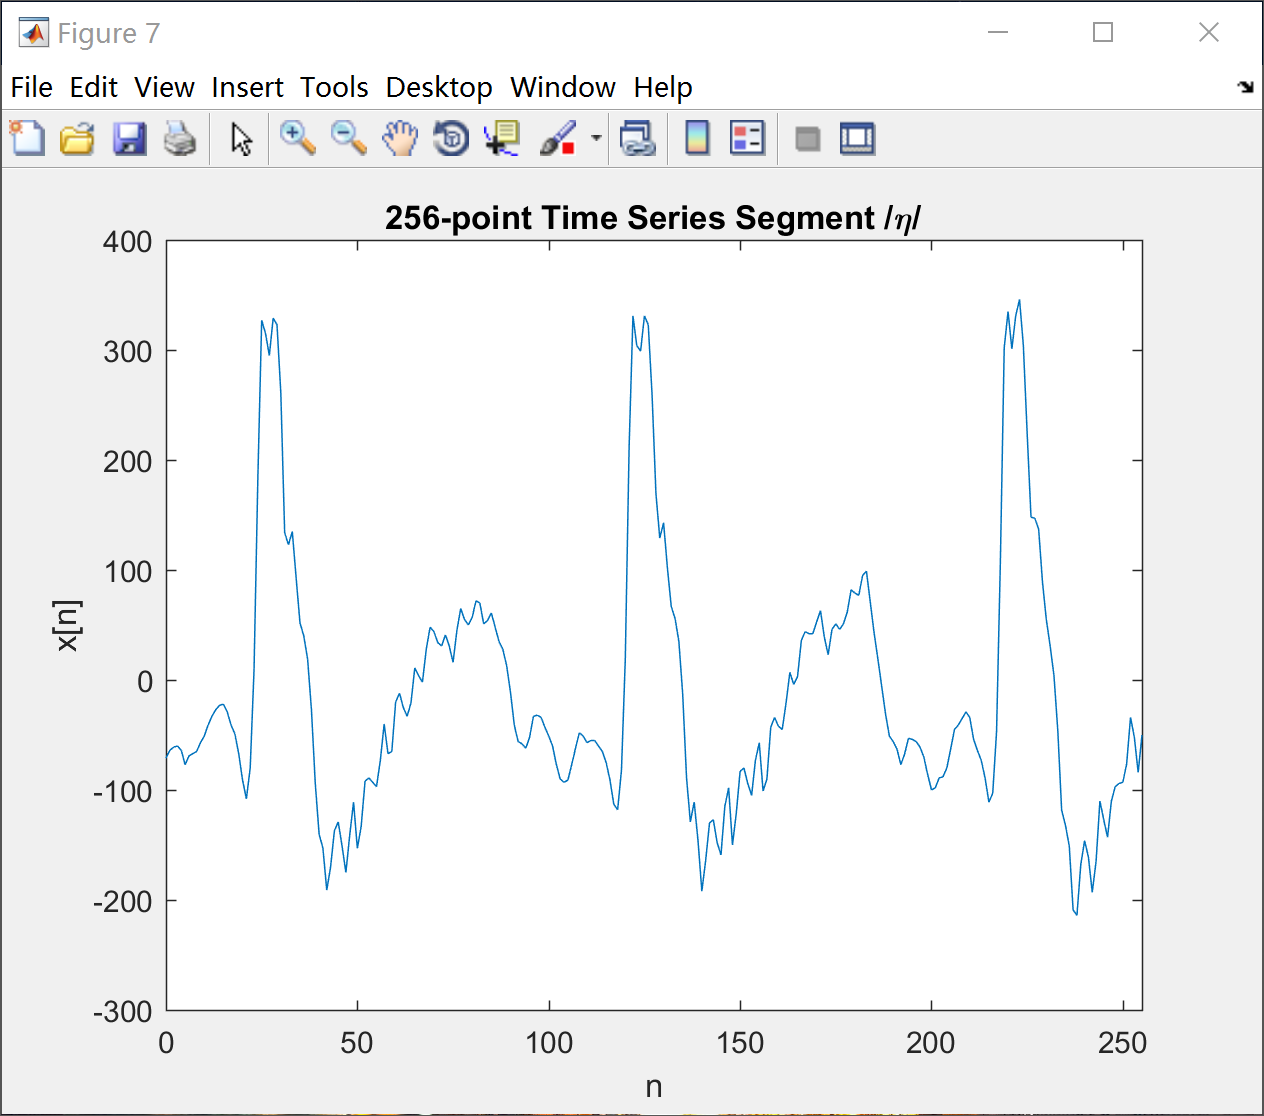 Figure 7
File Edit View Insert Tools Desktop Window Help
256-point Time Series Segment /η/
400
300
200
100
0
-100
-200
-300
x[n]
0 50 100 150 200 250
n